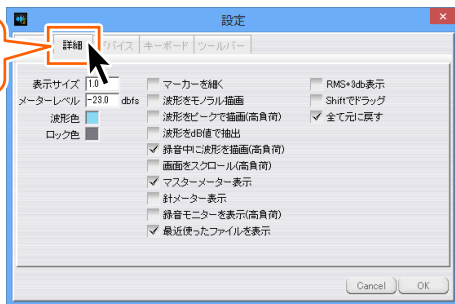 設定
詳細 デバイス キーボード ツールバー
表示サイズ 1.0
メーターレベル -23.0 dbfs
波形色
ロック色
マーカーを細く
波形をモノラル描画
波形をピークで描画(高負荷)
波形をdB値で抽出
録音中に波形を描画(高負荷)
画面をスクロール(高負荷)
マスターメーター表示
針メーター表示
録音モニターを表示(高負荷)
最近使ったファイルを表示
RMS+3db表示
Shiftでドラッグ
全て元に戻す
Cancel OK